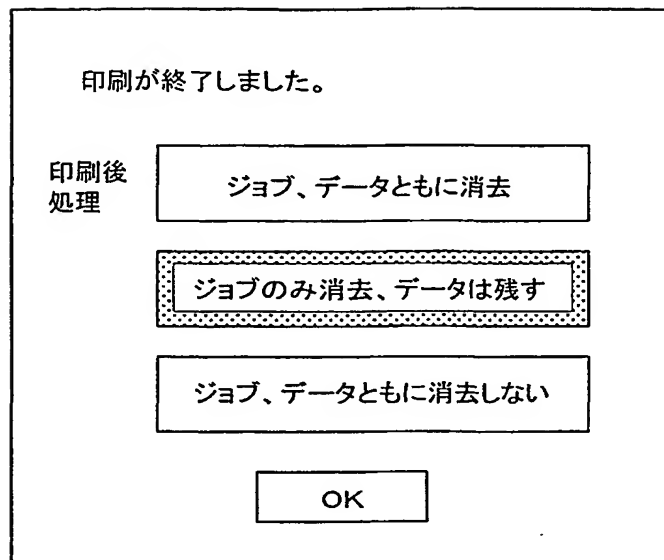 印刷が終了しました。
印刷後
処理
ジョブ、データともに消去
ジョブのみ消去、データは残す
ジョブ、データともに消去しない
OK